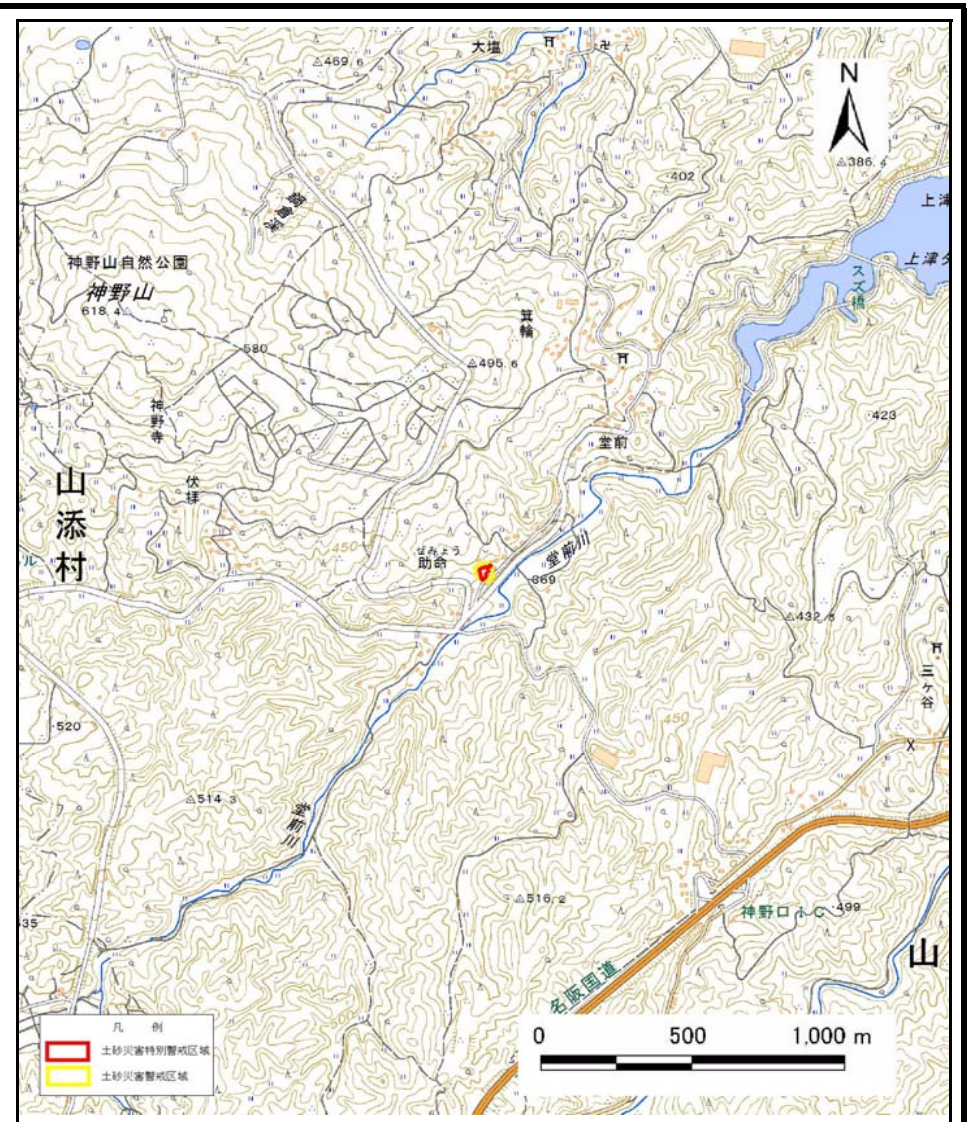 大塩
469.6
N
386.4
402
鍋倉渓
上津
上津ダ
スズ橋
神野山自然公園
神野山
618.4
580
箕輪
495.6
423
神野寺
堂前
伏拝
山添村
450
ぜみょう
助命
堂前川
369
ル
432.8
三ケ谷
520
450
514.3
堂前川
516.2
神野口IC
499
535
山
名阪国道
500
凡 例
土砂災害特別警戒区域
土砂災害警戒区域
0 500 1,000 m